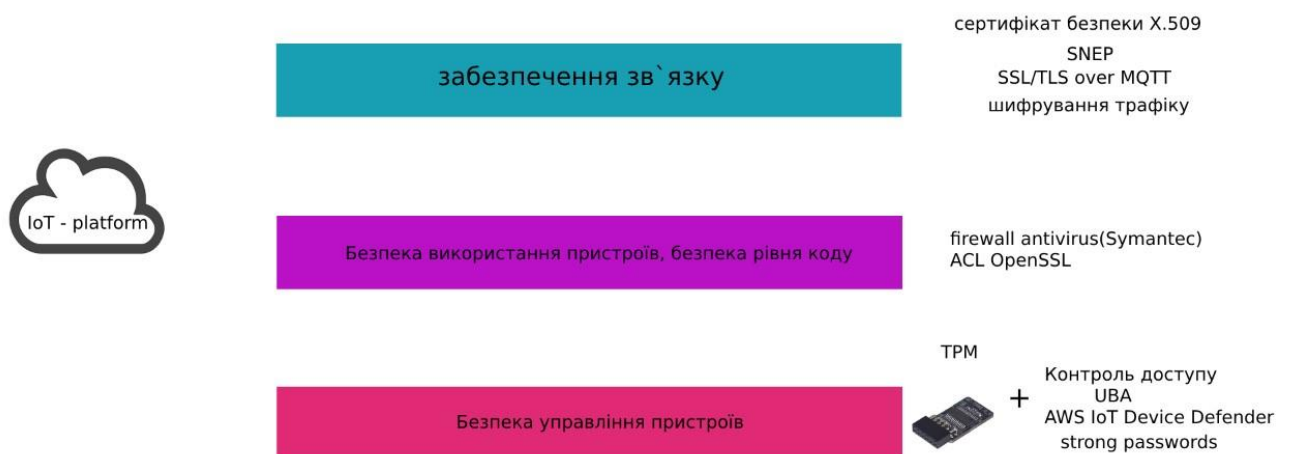 сертифікат безпеки X.509
забезпечення зв`язку
SNEP
SSL/TLS over MQTT
шифрування трафіку
IoT - platform
Безпека використання пристроїв, безпека рівня коду
firewall antivirus(Symantec)
ACL OpenSSL
TPM
Безпека управління пристроїв
+
Контроль доступу
UBA
AWS IoT Device Defender
strong passwords